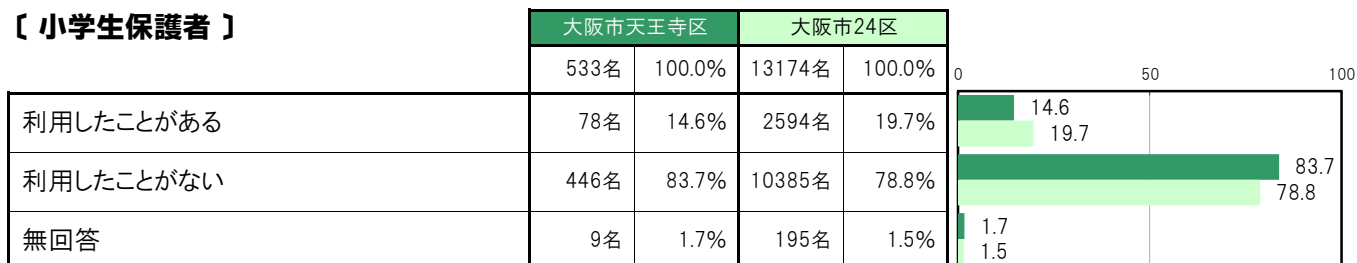 〔 小学生保護者 〕
大阪市天王寺区 大阪市24区
533名 100.0% 13174名 100.0%
0 50 100
利用したことがある 78名 14.6% 2594名 19.7%
14.6
19.7
利用したことがない 446名 83.7% 10385名 78.8%
83.7
78.8
無回答 9名 1.7% 195名 1.5%
1.7
1.5